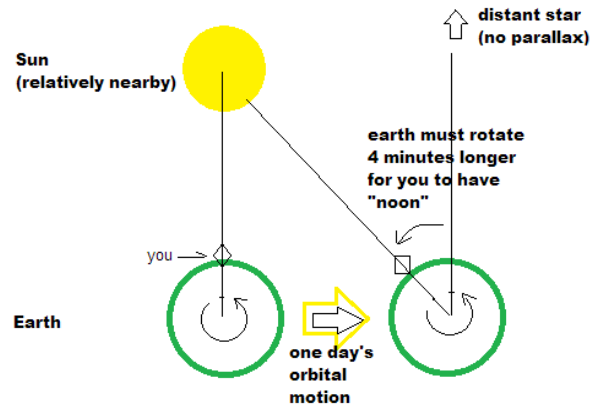 distant star
(no parallax)
Sun
(relatively nearby)
earth must rotate
4 minutes longer
for you to have
"noon"
you
Earth
one day's
orbital
motion